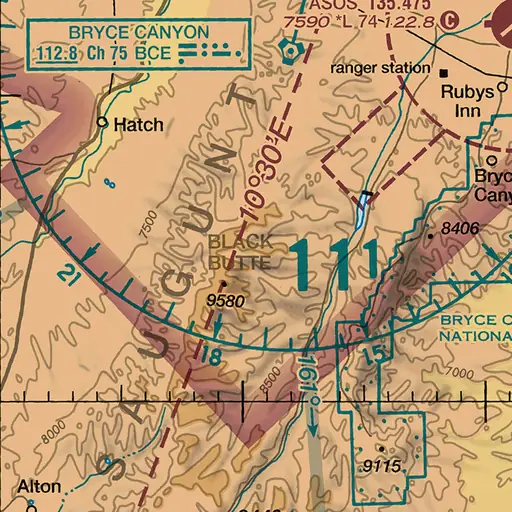 ASOS 135.475
7590 *L 74 122.8 C
BRYCE CANYON
112.8 Ch 75 BCE
ranger station
Rubys
Inn
Hatch
Bryc
Cany
10°30'E
7500
8406
SAUGUNT
BLACK
BUTTE
11¹
21
9580
18
15
BRYCE C
NATIONA
161°
8500
7000
8000
9115
Alton